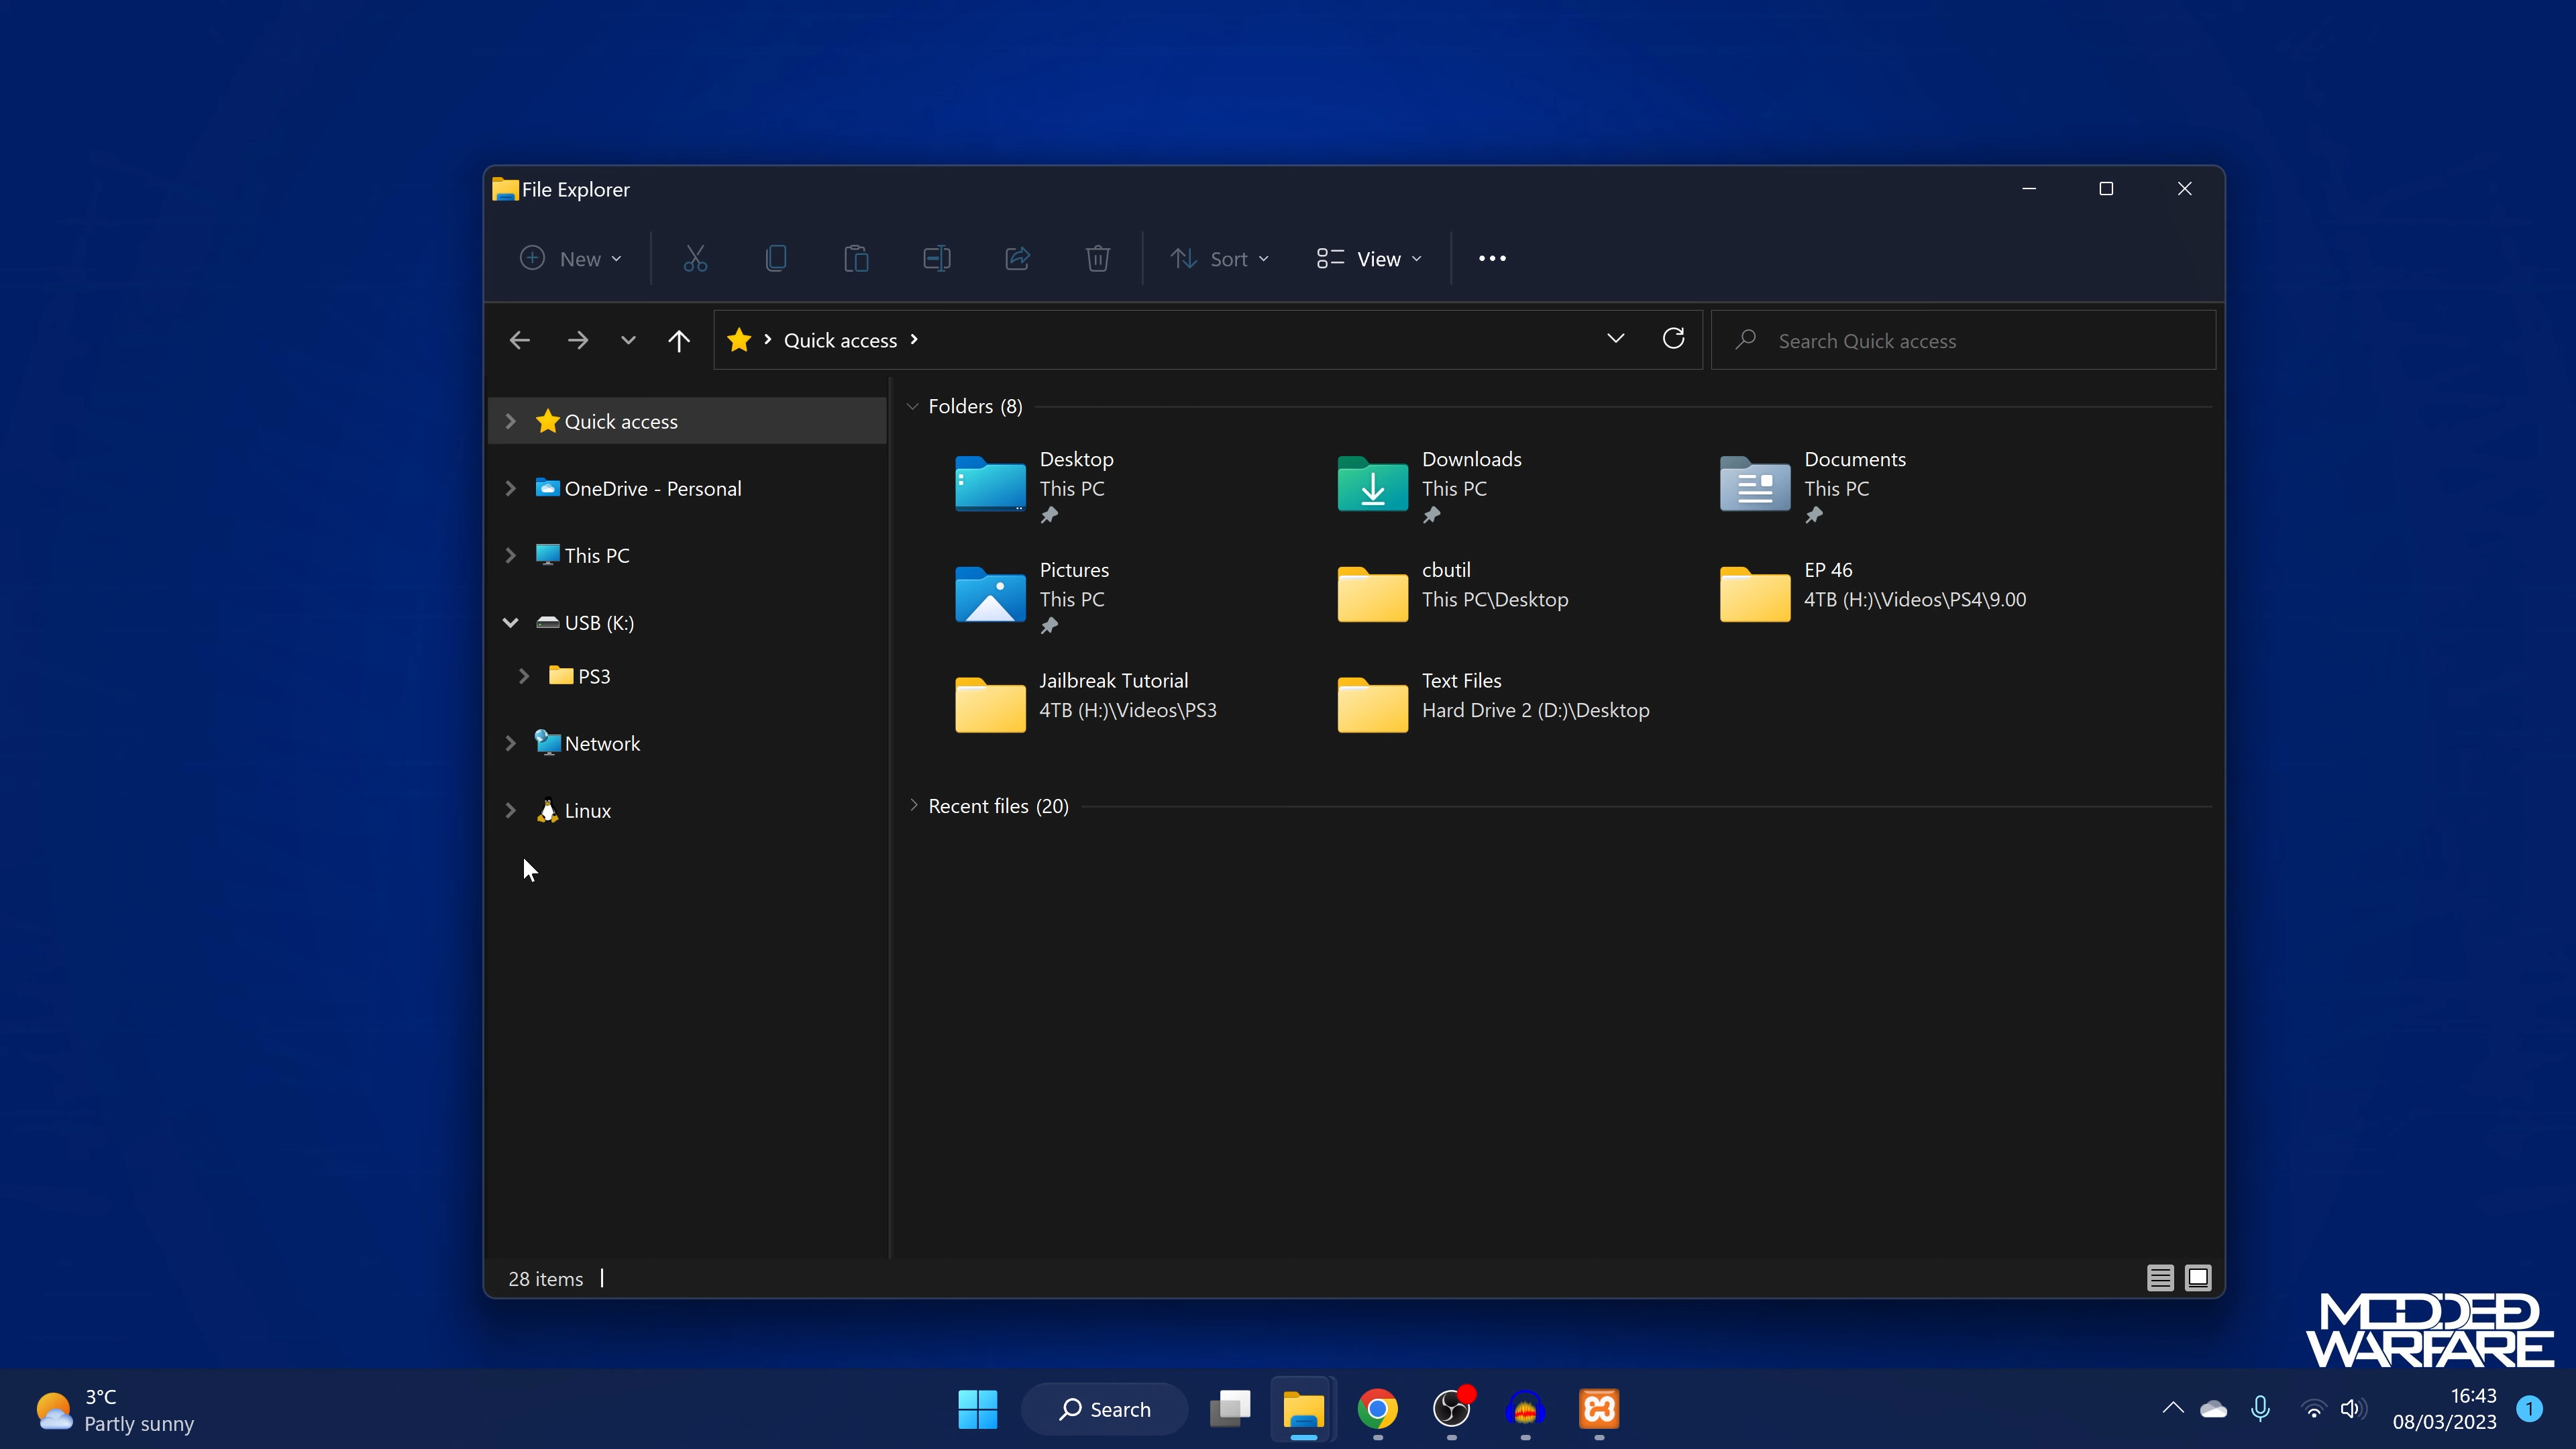 File Explorer
New
Sort
View
Quick access
Search Quick access
Quick access
OneDrive - Personal
This PC
USB (K:)
PS3
Network
Linux
Folders (8)
Desktop
This PC
Downloads
This PC
Documents
This PC
Pictures
This PC
cbutil
This PC\Desktop
EP 46
4TB (H:)\Videos\PS4\9.00
Jailbreak Tutorial
4TB (H:)\Videos\PS3
Text Files
Hard Drive 2 (D:)\Desktop
Recent files (20)
28 items
MODDED
WARFARE
3°C
Partly sunny
Search
16:43
08/03/2023
1